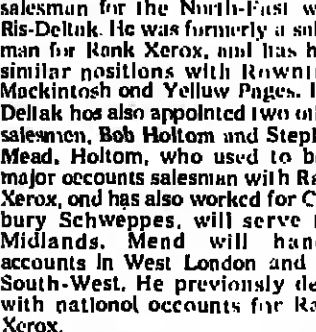 salesman for the North-East w
Ris-Deltak. He was formerly a sal
man for Rank Xerox, and has h
similar positions with Rownt
Mackintosh and Yellow Pages. I
Deltak has also appointed two ot
salesmen, Bob Holtom and Steph
Mead. Holtom, who used to b
major accounts salesman with Ra
Xerox, and has also worked for C
bury Schweppes, will serve t
Midlands. Mead will han
accounts in West London and
South-West. He previously de
with national accounts for Ra
Xerox.